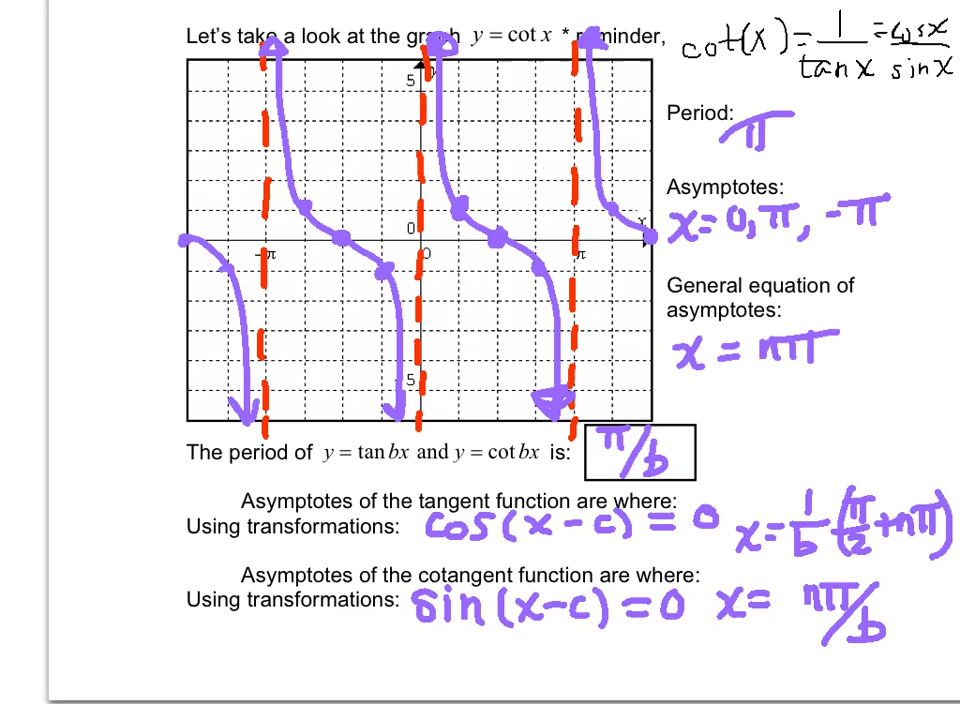 Let's take a look at the graph y = cot x * reminder, cot(x) = 1/tan x = cos x/sin x
5
y
Period:
π
Asymptotes:
x = 0, π, -π
0
x
-π 0 π
General equation of
asymptotes:
x = nπ
-5
The period of y = tan bx and y = cot bx is: π/b
Asymptotes of the tangent function are where:
Using transformations: cos(x - c) = 0 x = 1/b (π/2 + nπ)
Asymptotes of the cotangent function are where:
Using transformations: sin(x-c) = 0 x = nπ/b